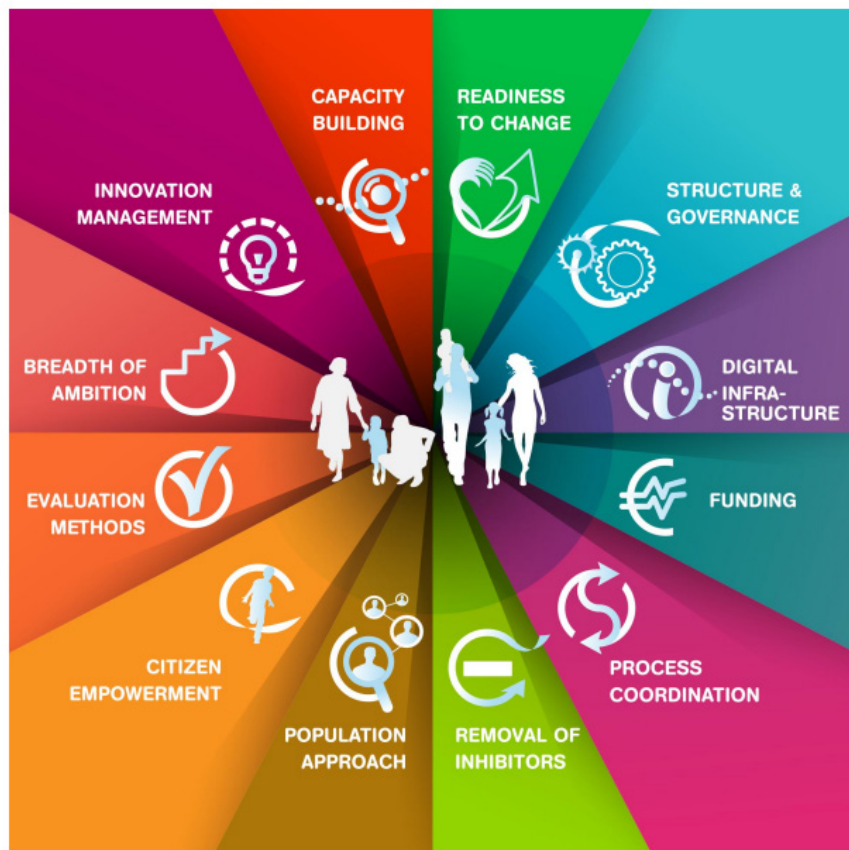 CAPACITY
BUILDING
READINESS
TO CHANGE
STRUCTURE &
GOVERNANCE
DIGITAL
INFRA-
STRUCTURE
FUNDING
PROCESS
COORDINATION
REMOVAL OF
INHIBITORS
POPULATION
APPROACH
CITIZEN
EMPOWERMENT
EVALUATION
METHODS
BREADTH OF
AMBITION
INNOVATION
MANAGEMENT